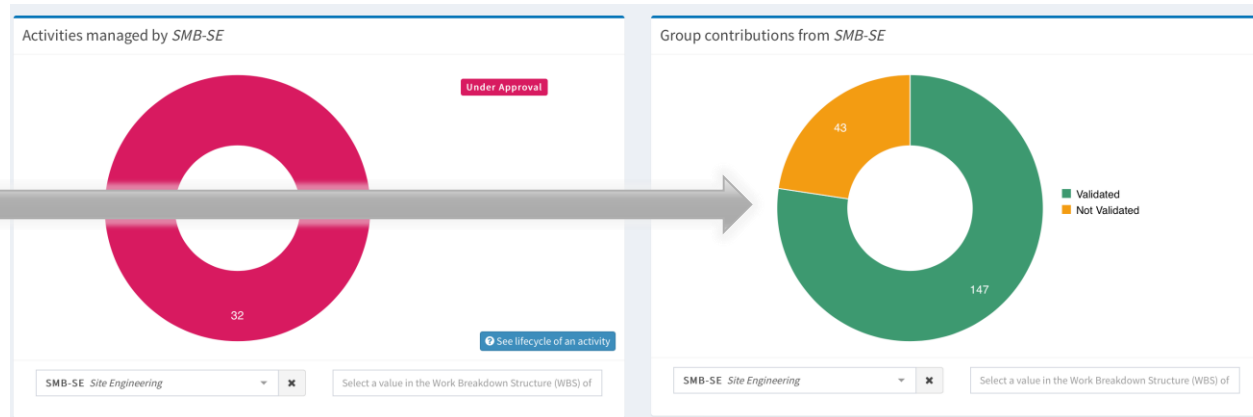 Activities managed by SMB-SE
Under Approval
32
See lifecycle of an activity
SMB-SE Site Engineering
Select a value in the Work Breakdown Structure (WBS) of
Group contributions from SMB-SE
43
147
Validated
Not Validated
SMB-SE Site Engineering
Select a value in the Work Breakdown Structure (WBS) of